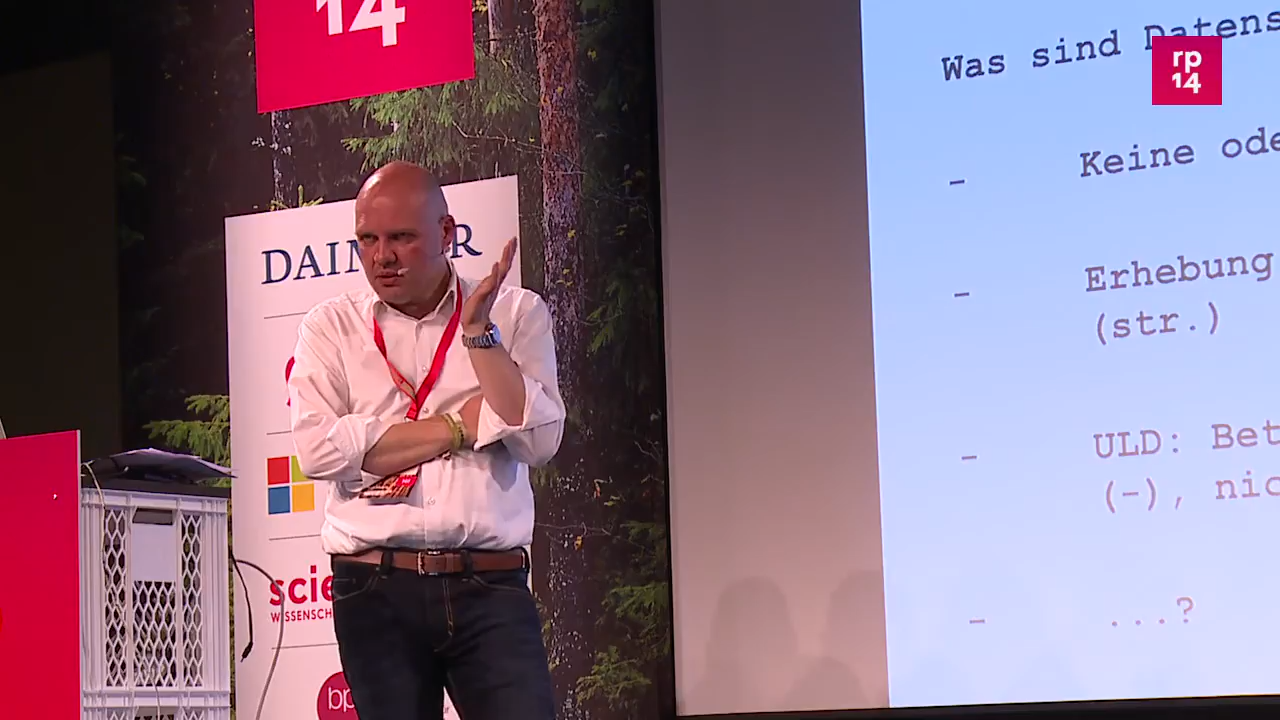 14
rp
14
DAIM
R
WISSENSCH
scie
bp
Was sind Datens
- Keine ode
- Erhebung
(str.)
- ULD: Bet
(-), nic
- ...?